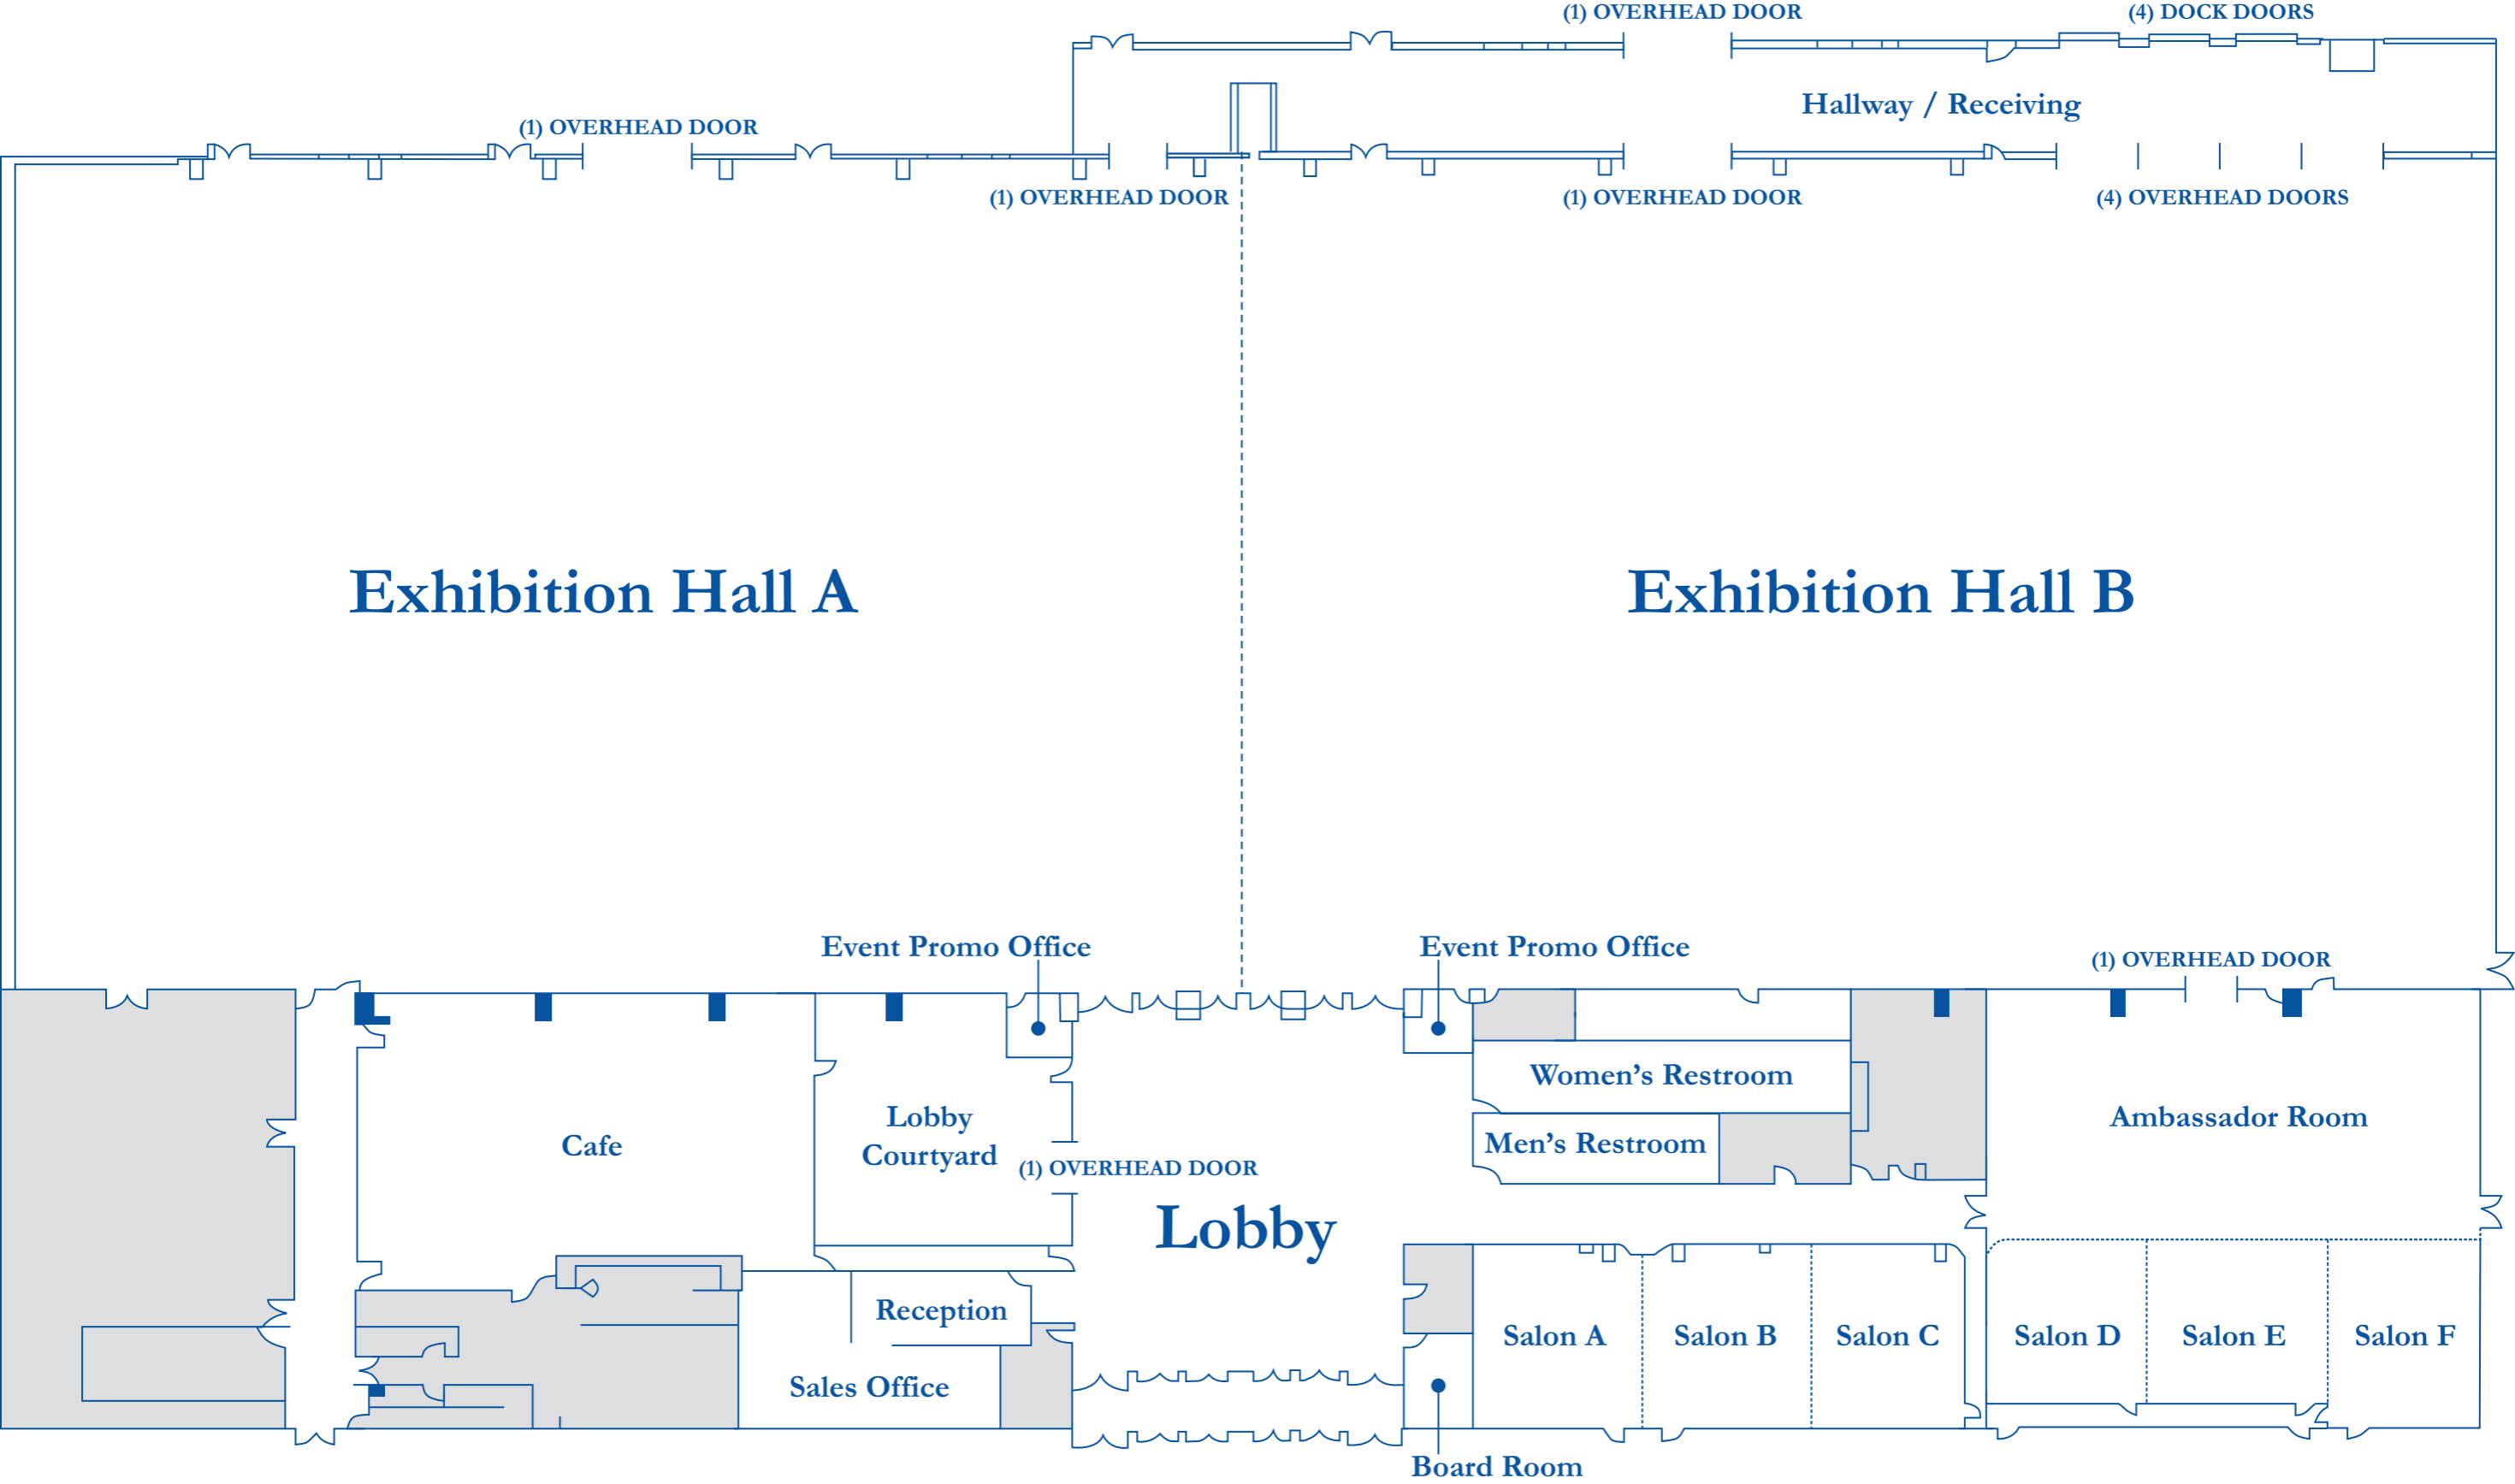 (1) OVERHEAD DOOR
(4) DOCK DOORS
Hallway / Receiving
(1) OVERHEAD DOOR
(1) OVERHEAD DOOR
(1) OVERHEAD DOOR
(4) OVERHEAD DOORS
Exhibition Hall A
Exhibition Hall B
Event Promo Office
Event Promo Office
(1) OVERHEAD DOOR
Women's Restroom
Lobby
Courtyard
Ambassador Room
Cafe
Men's Restroom
(1) OVERHEAD DOOR
Lobby
Reception
Salon A
Salon B
Salon C
Salon D
Salon E
Salon F
Sales Office
Board Room